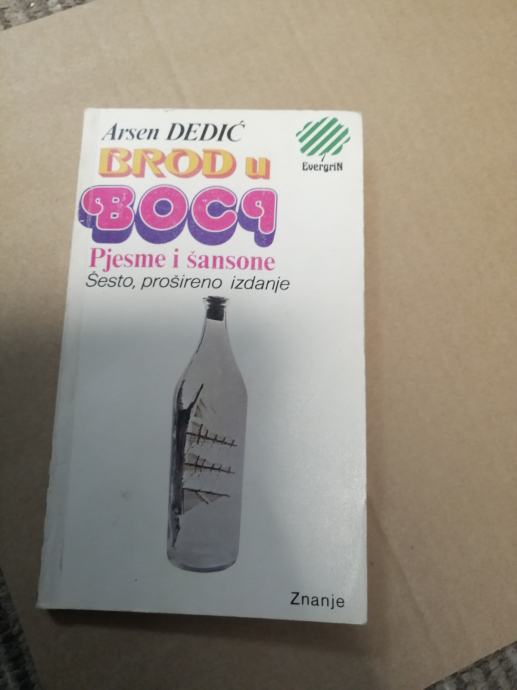 Arsen DEDIĆ
BROD u
BOCI
Pjesme i šansone
Šesto, prošireno izdanje
EvergriN
Znanje